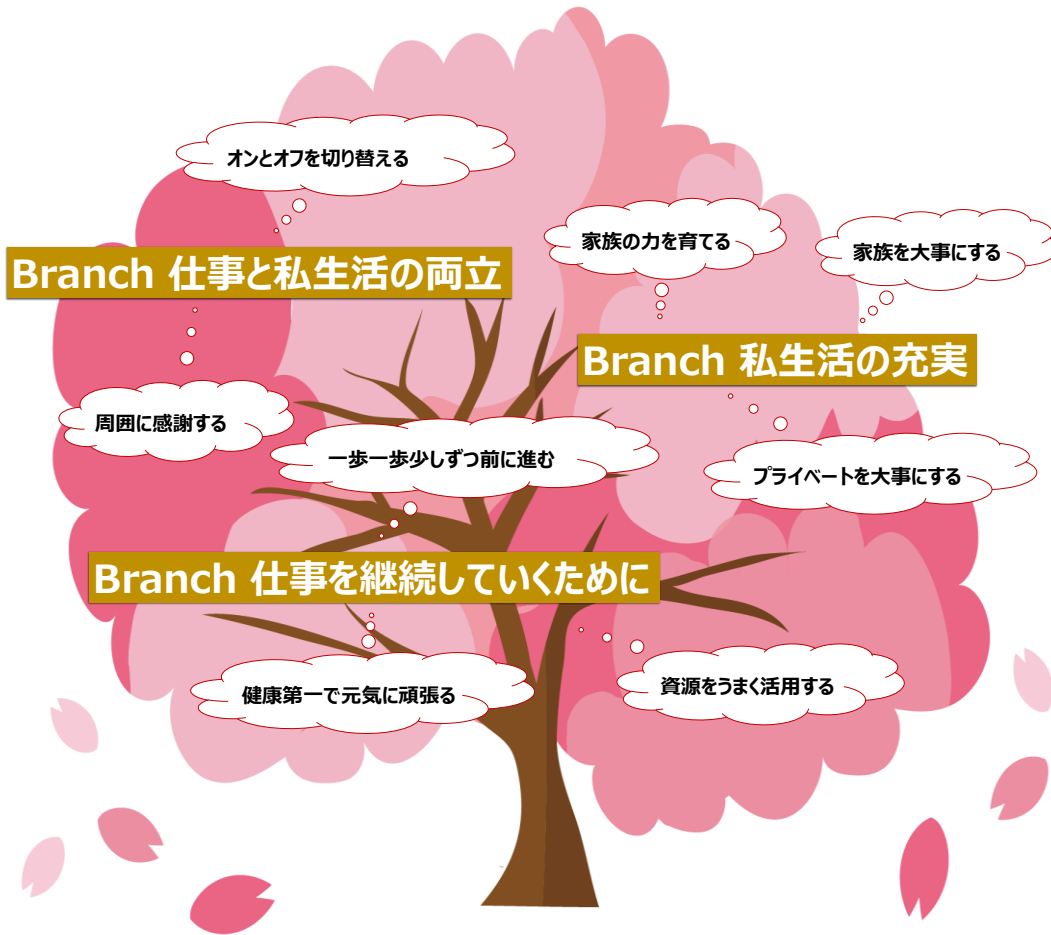 オンとオフを切り替える
家族の力を育てる
家族を大事にする
Branch 仕事と私生活の両立
Branch 私生活の充実
周囲に感謝する
一歩一歩少しずつ前に進む
プライベートを大事にする
Branch 仕事を継続していくために
健康第一で元気に頑張る
資源をうまく活用する